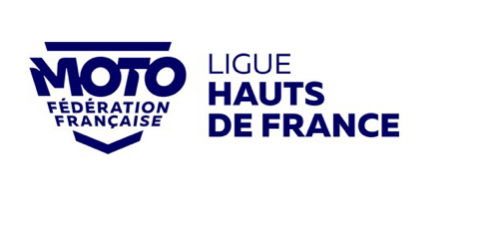 MOTO
FÉDÉRATION
FRANÇAISE
LIGUE
HAUTS
DE FRANCE